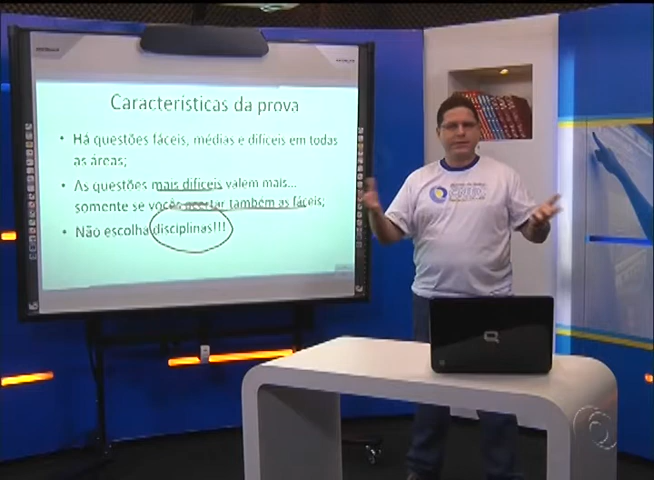 Características da prova
• Há questões fáceis, médias e difíceis em todas
as áreas;
• As questões mais difíceis valem mais...
somente se vocês acertar também as fáceis;
• Não escolha disciplinas!!!